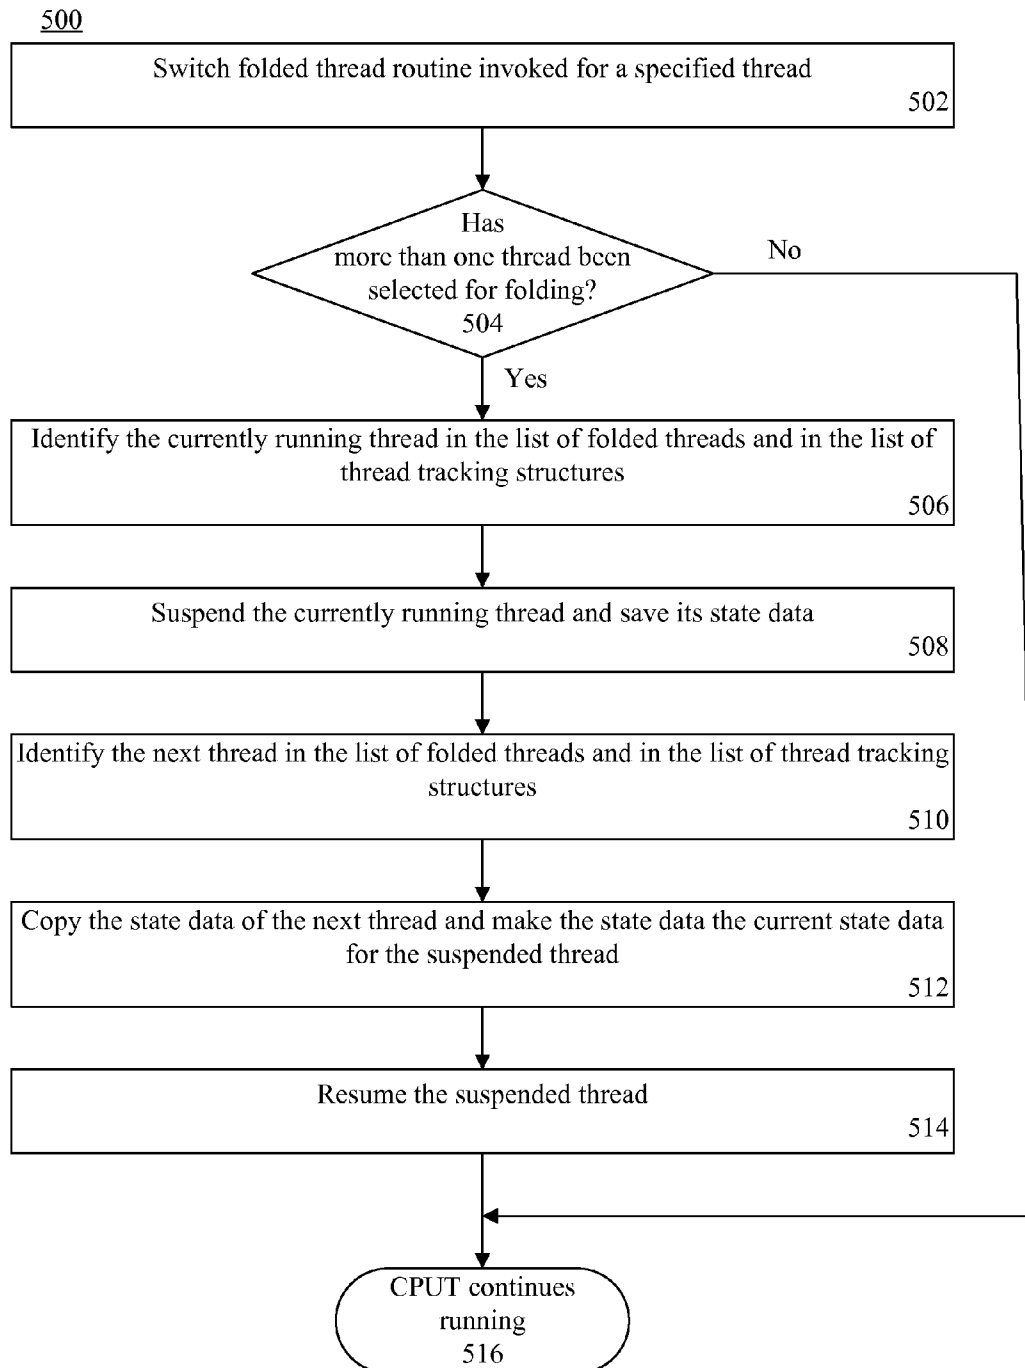 500
Switch folded thread routine invoked for a specified thread
502
Has
more than one thread been
selected for folding?
504
No
Yes
Identify the currently running thread in the list of folded threads and in the list of
thread tracking structures
506
Suspend the currently running thread and save its state data
508
Identify the next thread in the list of folded threads and in the list of thread tracking
structures
510
Copy the state data of the next thread and make the state data the current state data
for the suspended thread
512
Resume the suspended thread
514
CPUT continues
running
516